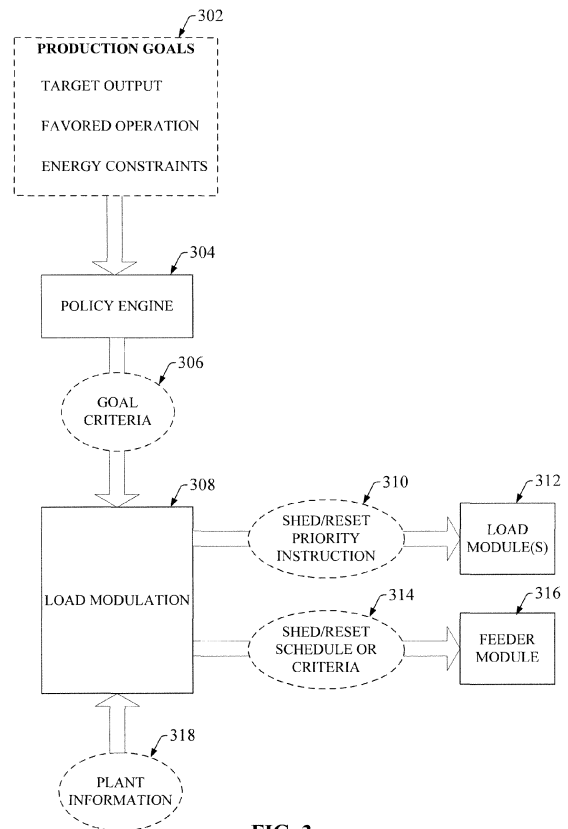 302
PRODUCTION GOALS
TARGET OUTPUT
FAVORED OPERATION
ENERGY CONSTRAINTS
304
POLICY ENGINE
306
GOAL
CRITERIA
308
LOAD MODULATION
310
SHED/RESET
PRIORITY
INSTRUCTION
312
LOAD
MODULE(S)
314
SHED/RESET
SCHEDULE OR
CRITERIA
316
FEEDER
MODULE
318
PLANT
INFORMATION